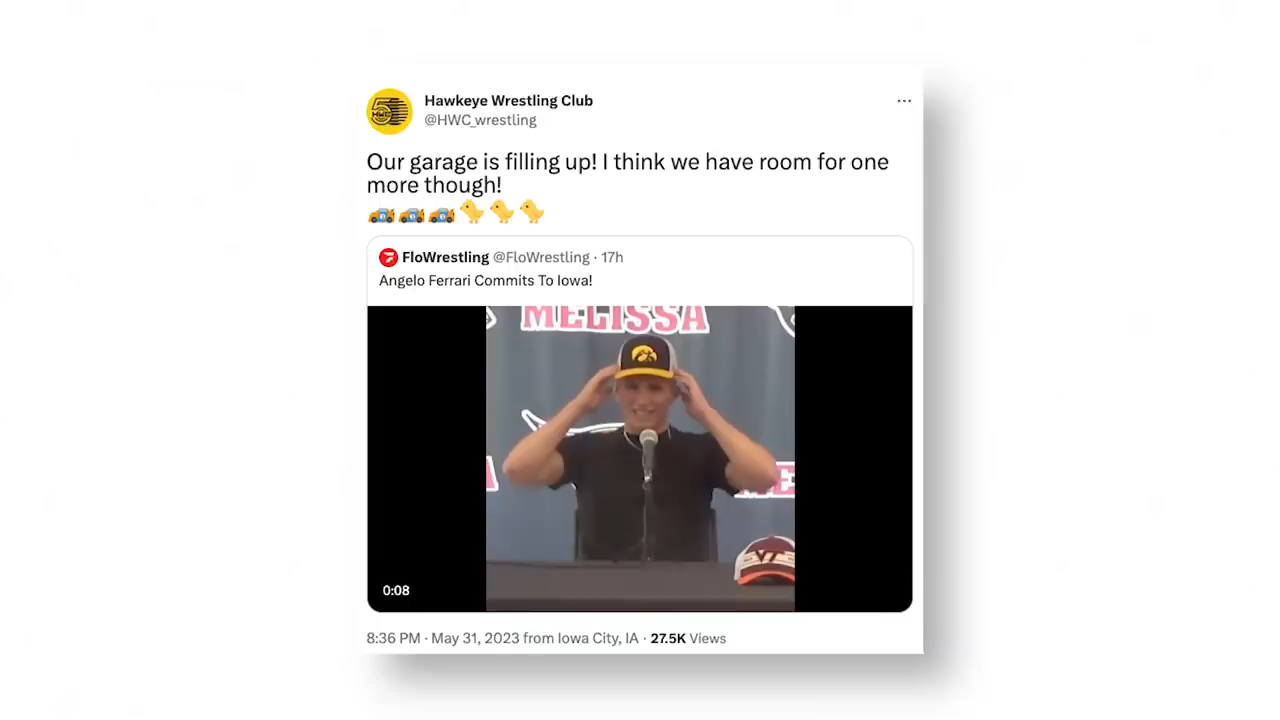 Hawkeye Wrestling Club
@HWC_wrestling
Our garage is filling up! I think we have room for one
more though!
FloWrestling @FloWrestling · 17h
Angelo Ferrari Commits To Iowa!
MELISSA
VT
0:08
8:36 PM · May 31, 2023 from Iowa City, IA · 27.5K Views